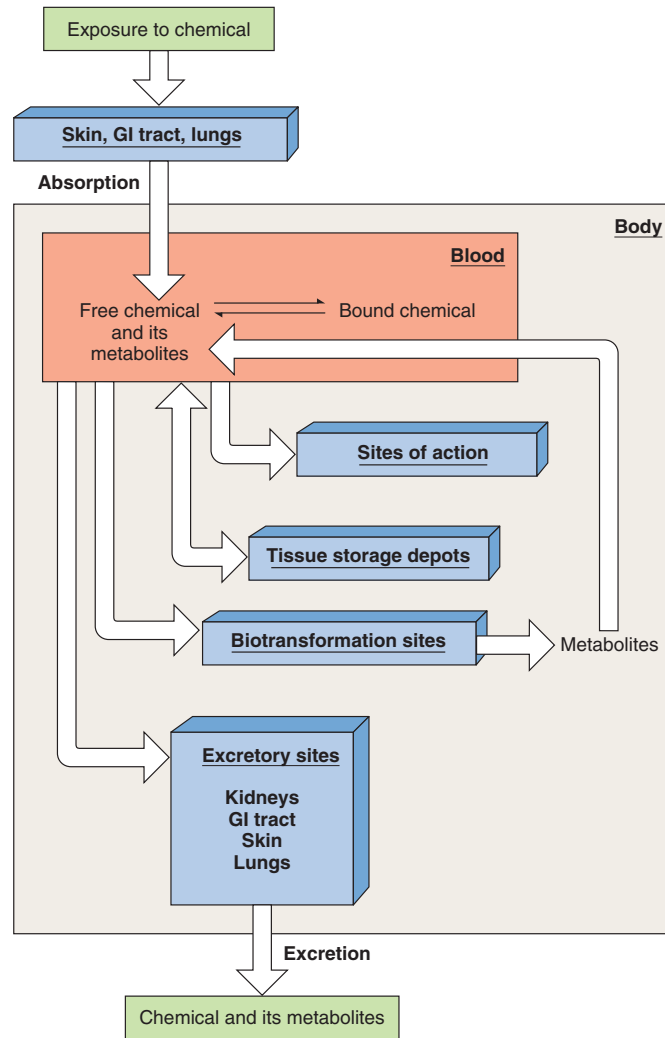 Exposure to chemical
Skin, GI tract, lungs
Absorption
Body
Blood
Free chemical
and its
metabolites
Bound chemical
Sites of action
Tissue storage depots
Biotransformation sites
Metabolites
Excretory sites
Kidneys
GI tract
Skin
Lungs
Excretion
Chemical and its metabolites